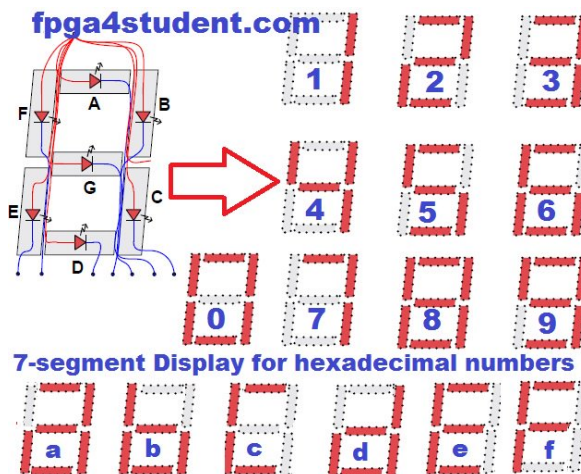 fpga4student.com
A
F
B
G
E
C
D
1 2 3
4 5 6
0 7 8 9
7-segment Display for hexadecimal numbers
a b c d e f